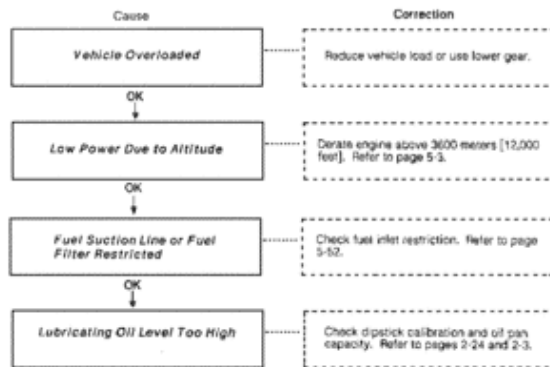 Cause
Correction
Vehicle Overloaded
Reduce vehicle load or use lower gear.
OK
Low Power Due to Altitude
Derate engine above 3600 meters [12,000
feet]. Refer to page 5-3.
OK
Fuel Suction Line or Fuel
Filter Restricted
Check fuel inlet restriction. Refer to page
5-52.
OK
Lubricating Oil Level Too High
Check dipstick calibration and oil pan
capacity. Refer to pages 2-24 and 2-3.